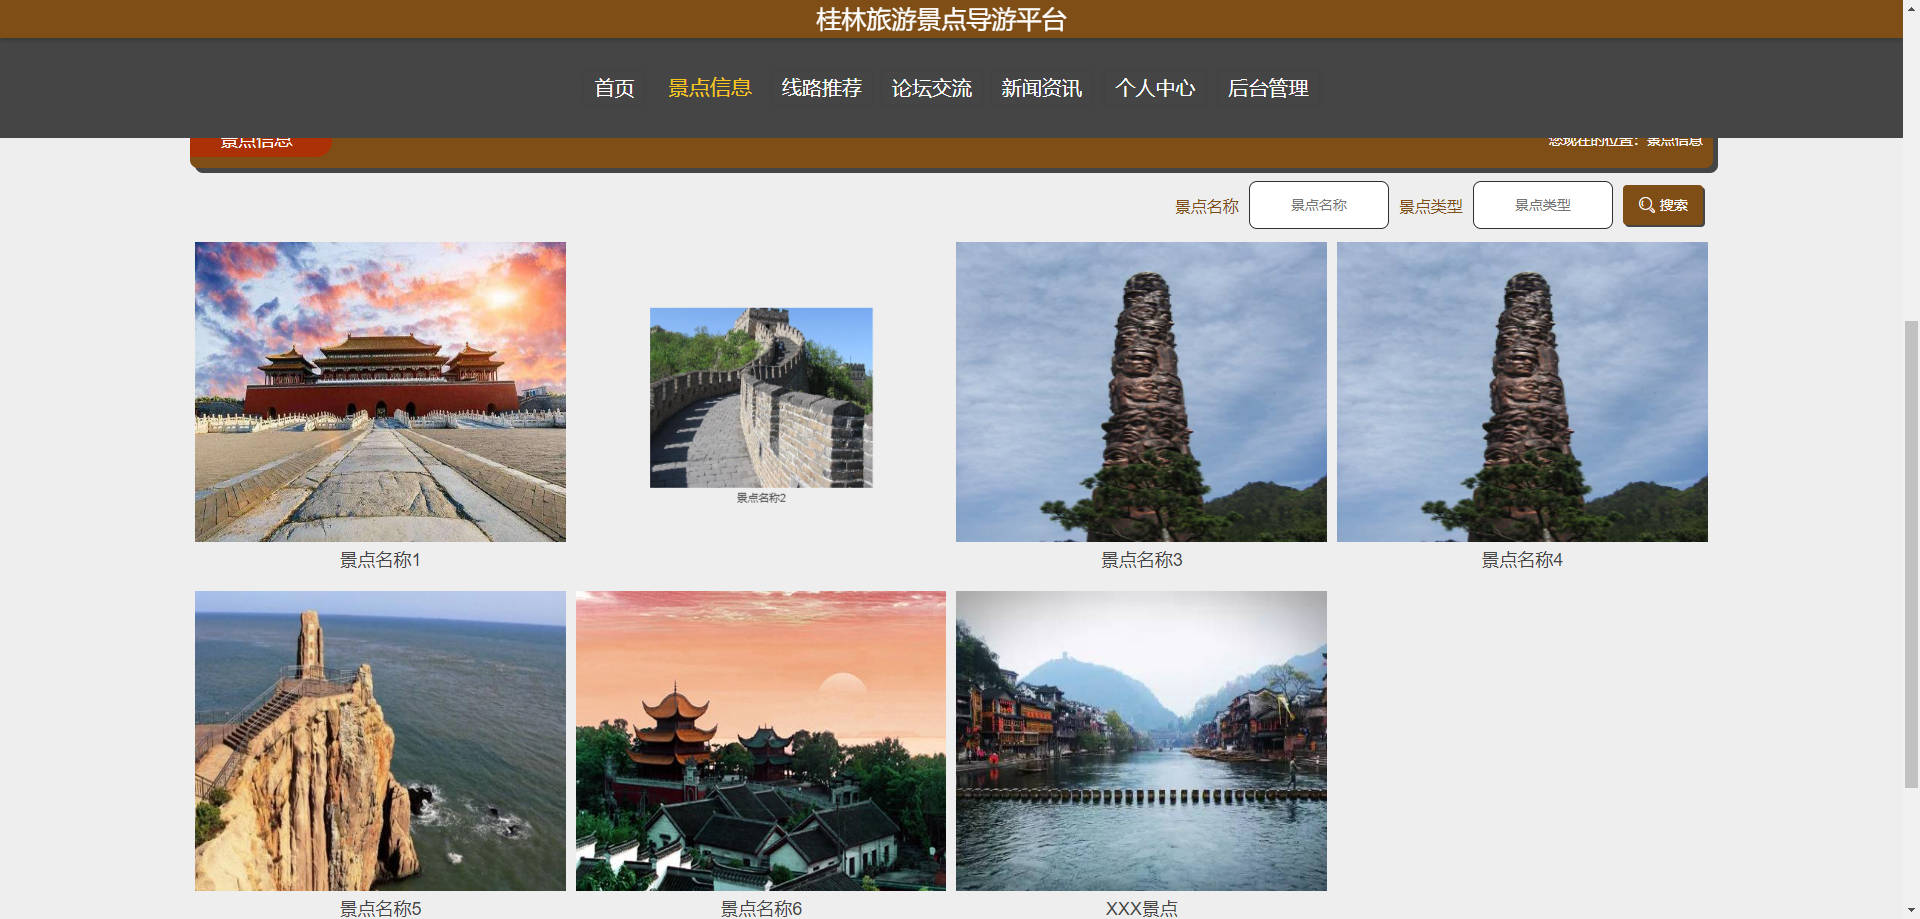 桂林旅游景点导游平台
首页 景点信息 线路推荐 论坛交流 新闻资讯 个人中心 后台管理
景点信息 您现在的位置：景点信息
景点名称 景点名称 景点类型 景点类型 搜索
景点名称2
景点名称1 景点名称3 景点名称4
景点名称5 景点名称6 XXX景点